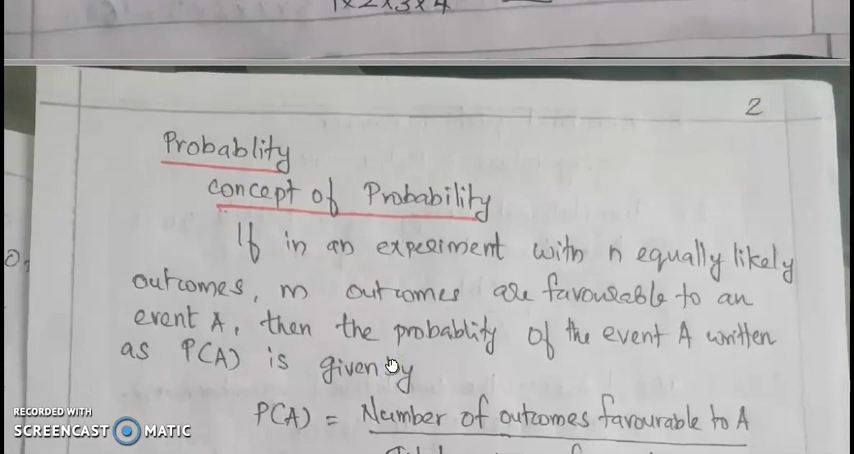 1x2x3x4
2
Probablity
concept of Probability
If in an experiment with n equally likely
outcomes, m outcomes are favourable to an
event A, then the probablity of the event A written
as P(A) is given by
P(A) = Number of outcomes favourable to A
RECORDED WITH
SCREENCAST MATIC